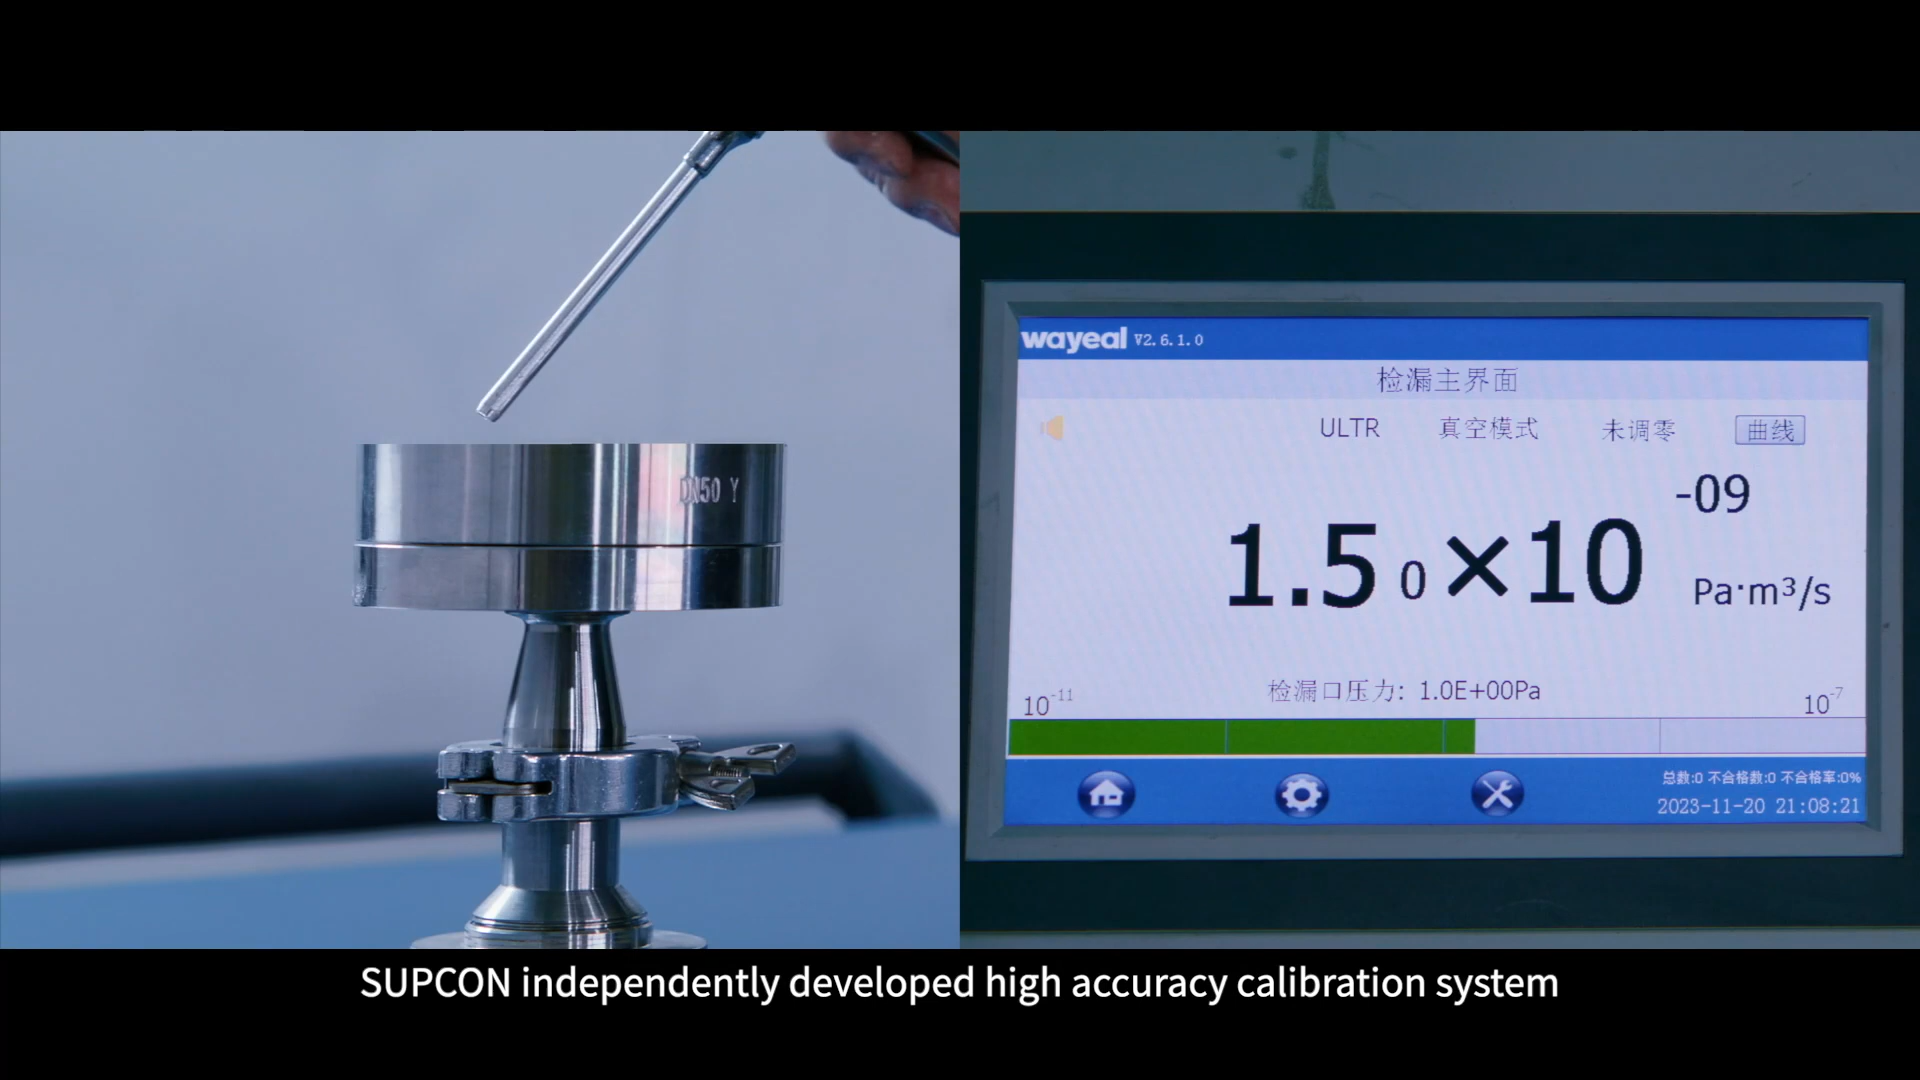 DN50 Y
wayeal V2.6.1.0
检漏主界面
ULTR 真空模式 未调零 曲线
1.50×10-09
Pa·m³/s
10-11 检漏口压力: 1.0E+00Pa 10-7
总数:0 不合格数:0 不合格率:0%
2023-11-20 21:08:21
SUPCON independently developed high accuracy calibration system